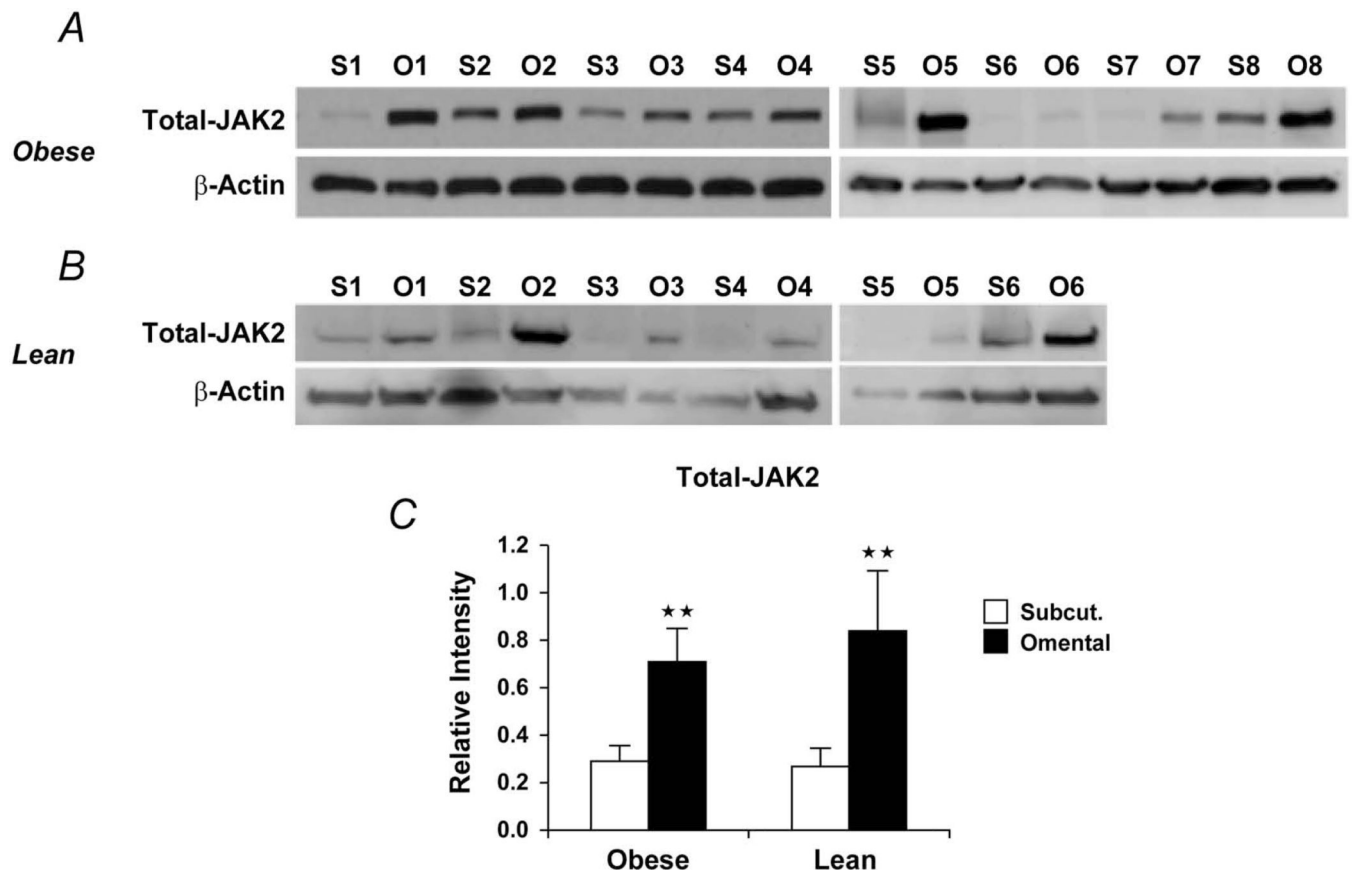 A
S1 O1 S2 O2 S3 O3 S4 O4 S5 O5 S6 O6 S7 O7 S8 O8
Total-JAK2
Obese
β-Actin
B
S1 O1 S2 O2 S3 O3 S4 O4 S5 O5 S6 O6
Total-JAK2
Lean
β-Actin
Total-JAK2
C
Relative Intensity
1.2
1.0
0.8
0.6
0.4
0.2
0.0
★★
★★
Subcut.
Omental
Obese Lean